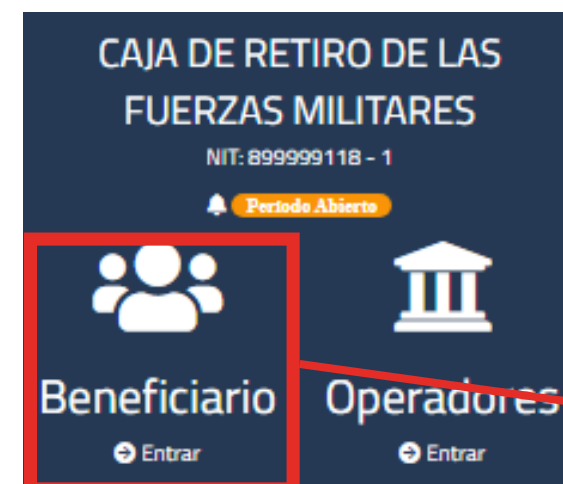 CAJA DE RETIRO DE LAS
FUERZAS MILITARES
NIT: 899999118 - 1
Periodo Abierto
Beneficiario Operadores
Entrar Entrar